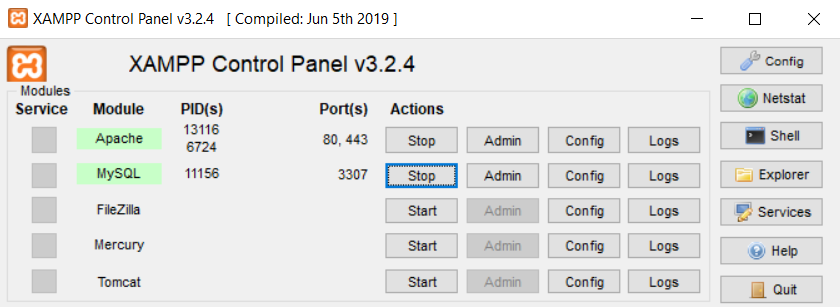 XAMPP Control Panel v3.2.4 [ Compiled: Jun 5th 2019 ]
XAMPP Control Panel v3.2.4
Config
Modules
Service Module PID(s) Port(s) Actions
Netstat
Apache 13116 6724 80, 443 Stop Admin Config Logs
Shell
MySQL 11156 3307 Stop Admin Config Logs
Explorer
FileZilla Start Admin Config Logs
Services
Mercury Start Admin Config Logs
Help
Tomcat Start Admin Config Logs
Quit